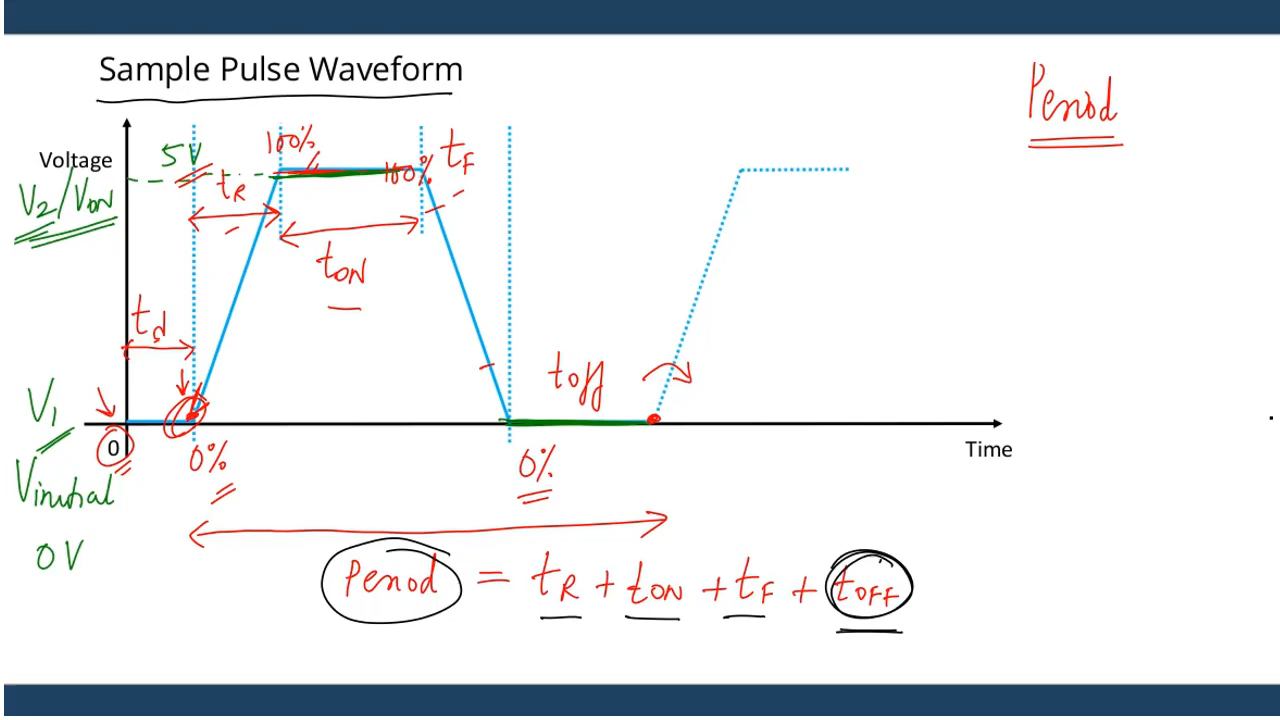 Sample Pulse Waveform
Period
Voltage
5V
100%
100%
tF
V2/VON
tR
tON
td
toff
V1
0
0%
0%
Time
Vinitial
0V
Period = tR + tON + tF + tOFF